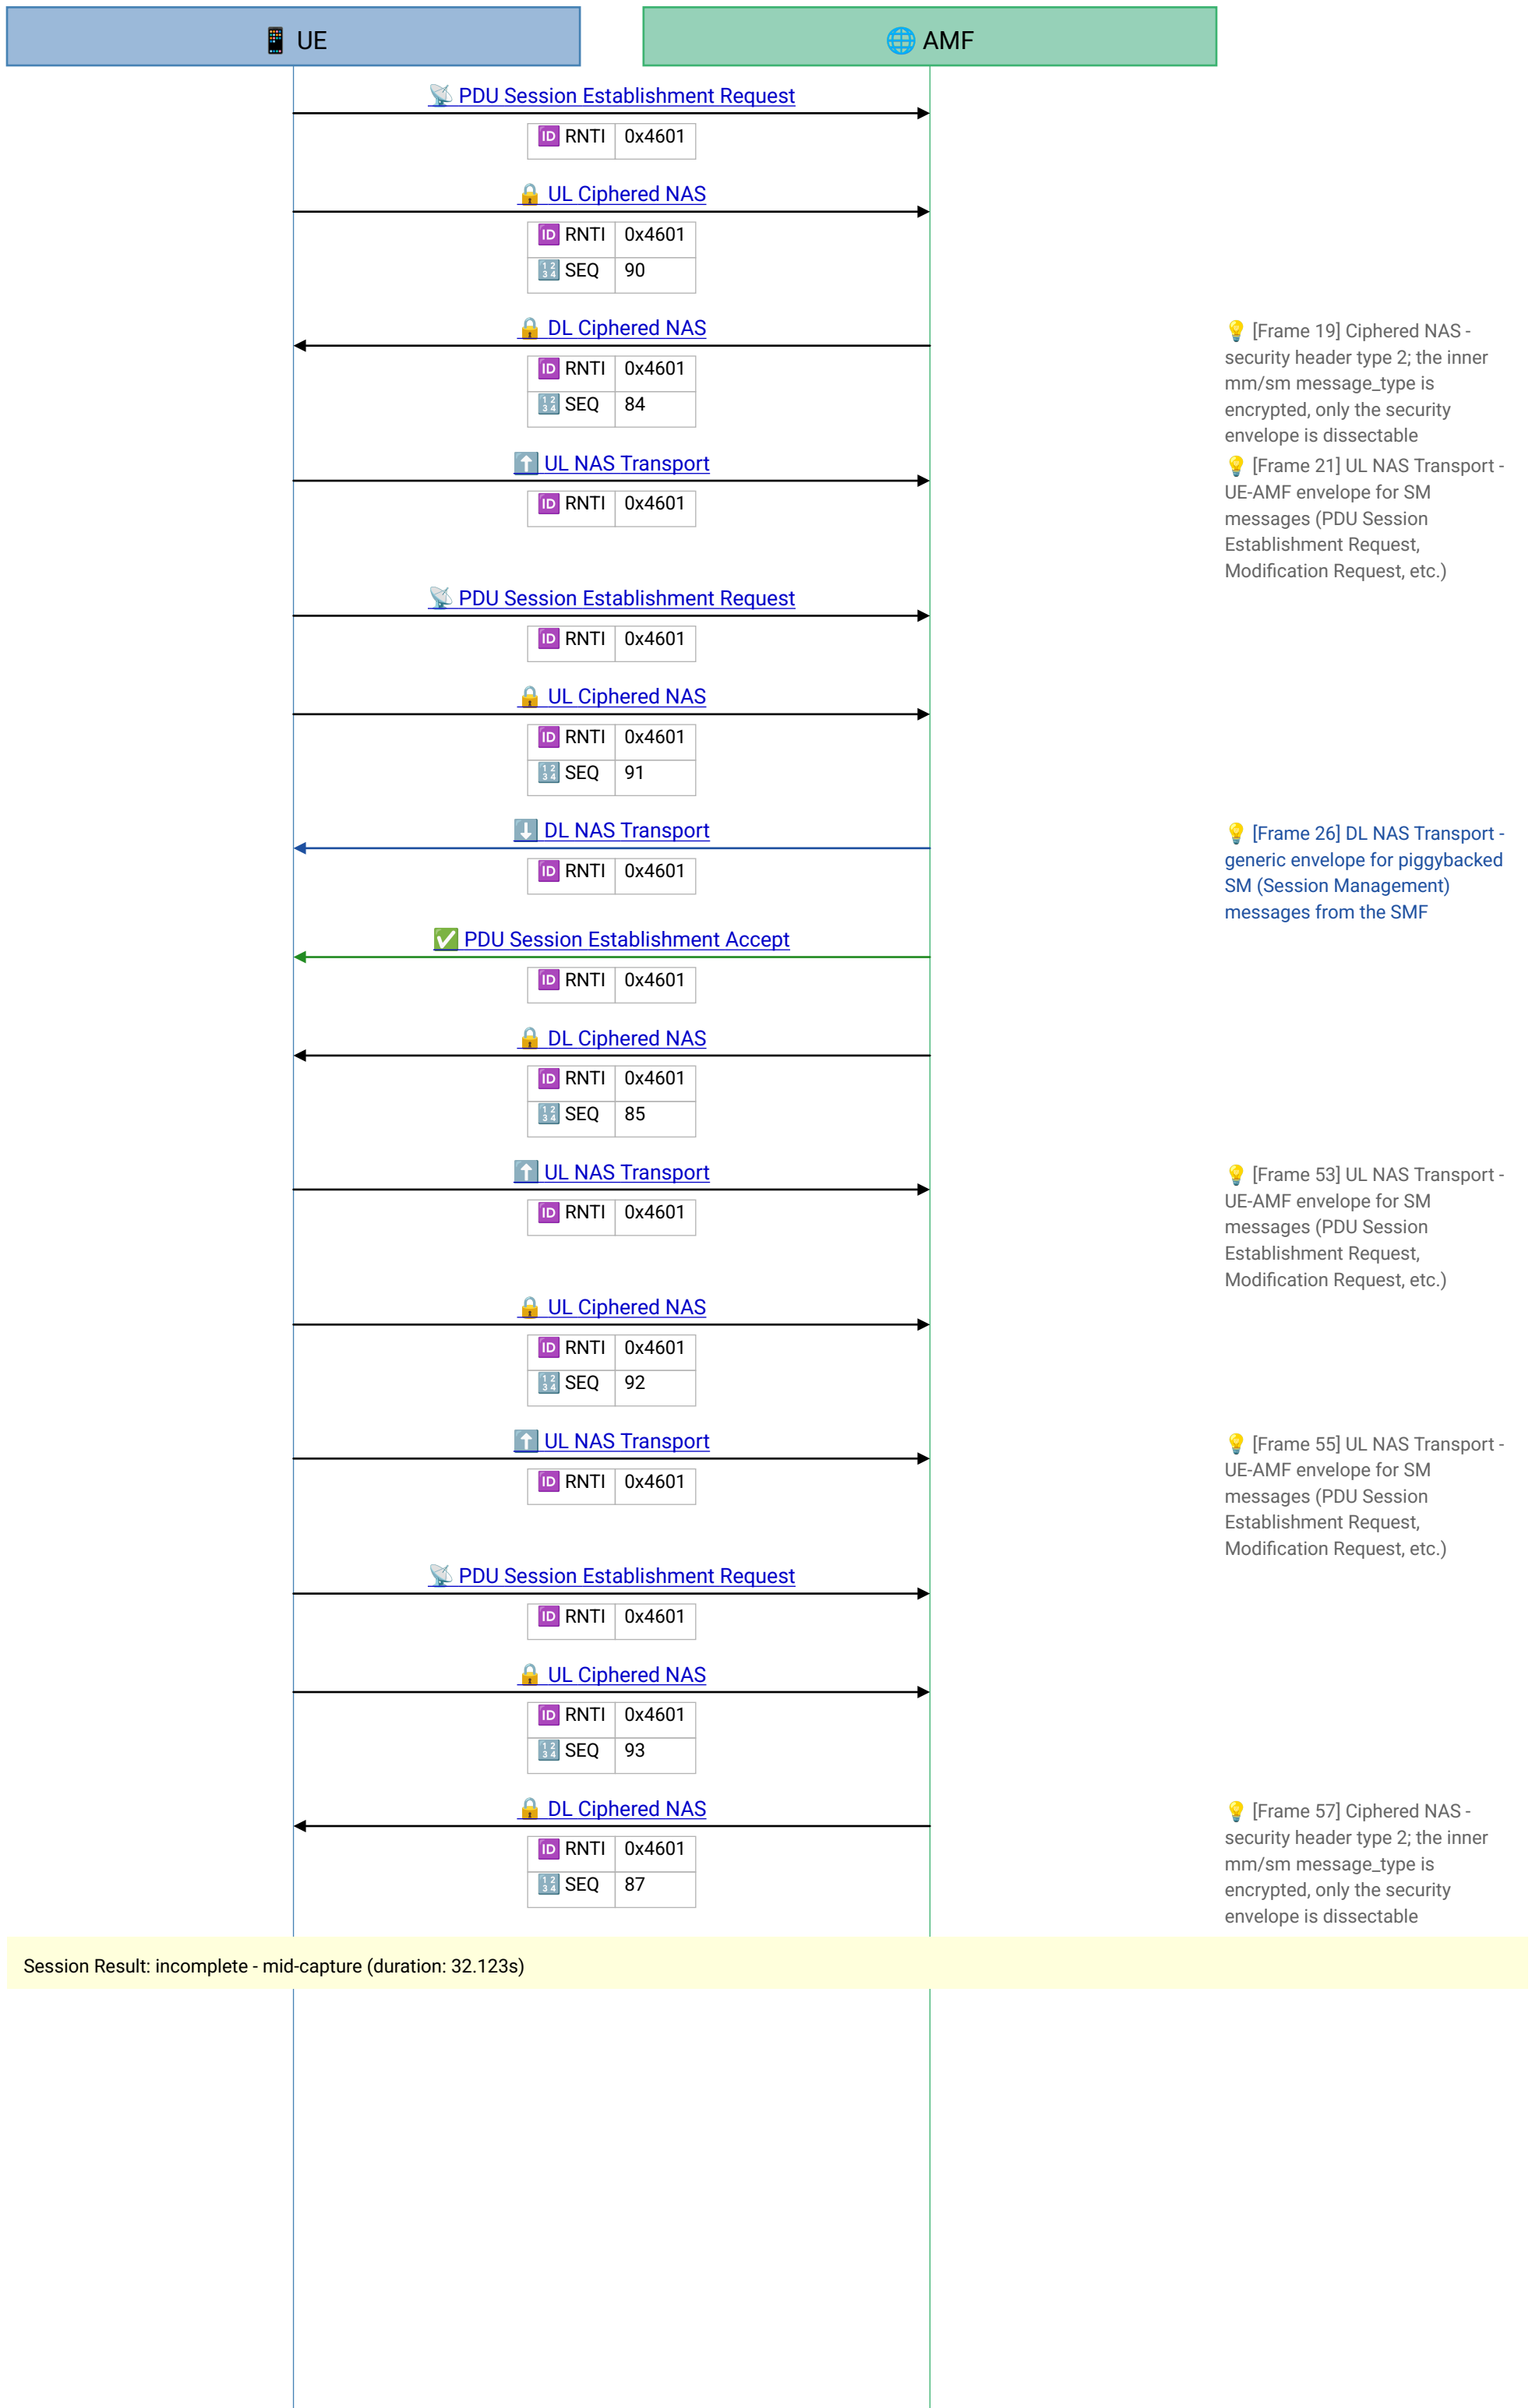 📱 UE
🌐 AMF
📡 PDU Session Establishment Request
🆔 RNTI 0x4601
🔒 UL Ciphered NAS
🆔 RNTI 0x4601
🔢 SEQ 90
🔒 DL Ciphered NAS
🆔 RNTI 0x4601
🔢 SEQ 84
💡 [Frame 19] Ciphered NAS -
security header type 2; the inner
mm/sm message_type is
encrypted, only the security
envelope is dissectable
⬆️ UL NAS Transport
🆔 RNTI 0x4601
💡 [Frame 21] UL NAS Transport -
UE-AMF envelope for SM
messages (PDU Session
Establishment Request,
Modification Request, etc.)
📡 PDU Session Establishment Request
🆔 RNTI 0x4601
🔒 UL Ciphered NAS
🆔 RNTI 0x4601
🔢 SEQ 91
⬇️ DL NAS Transport
🆔 RNTI 0x4601
💡 [Frame 26] DL NAS Transport -
generic envelope for piggybacked
SM (Session Management)
messages from the SMF
✅ PDU Session Establishment Accept
🆔 RNTI 0x4601
🔒 DL Ciphered NAS
🆔 RNTI 0x4601
🔢 SEQ 85
⬆️ UL NAS Transport
🆔 RNTI 0x4601
💡 [Frame 53] UL NAS Transport -
UE-AMF envelope for SM
messages (PDU Session
Establishment Request,
Modification Request, etc.)
🔒 UL Ciphered NAS
🆔 RNTI 0x4601
🔢 SEQ 92
⬆️ UL NAS Transport
🆔 RNTI 0x4601
💡 [Frame 55] UL NAS Transport -
UE-AMF envelope for SM
messages (PDU Session
Establishment Request,
Modification Request, etc.)
📡 PDU Session Establishment Request
🆔 RNTI 0x4601
🔒 UL Ciphered NAS
🆔 RNTI 0x4601
🔢 SEQ 93
🔒 DL Ciphered NAS
🆔 RNTI 0x4601
🔢 SEQ 87
💡 [Frame 57] Ciphered NAS -
security header type 2; the inner
mm/sm message_type is
encrypted, only the security
envelope is dissectable
Session Result: incomplete - mid-capture (duration: 32.123s)